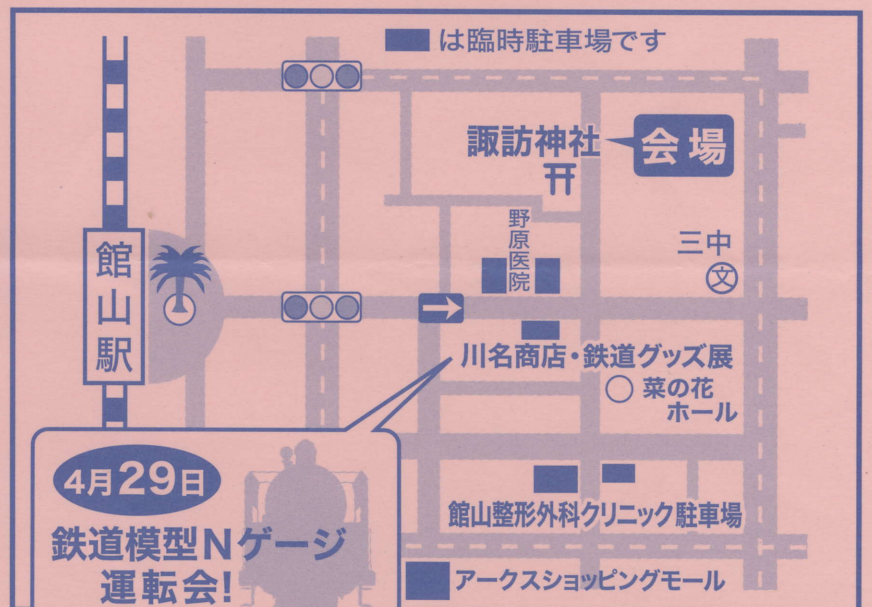 は臨時駐車場です
諏訪神社
会場
野原医院
三中
文
館山駅
川名商店・鉄道グッズ展
菜の花
ホール
4月29日
鉄道模型Nゲージ
運転会!
館山整形外科クリニック駐車場
アークスショッピングモール